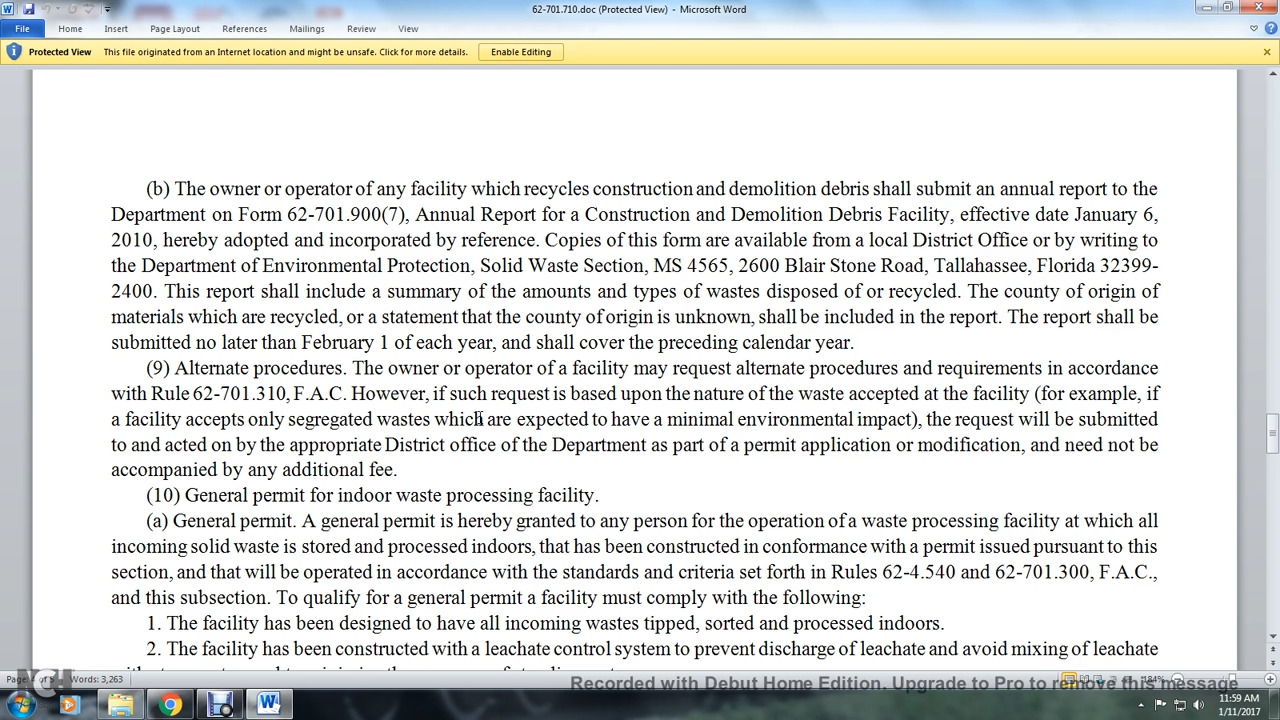 62-701.710.doc (Protected View) - Microsoft Word
File Home Insert Page Layout References Mailings Review View
Protected View This file originated from an Internet location and might be unsafe. Click for more details. Enable Editing
(b) The owner or operator of any facility which recycles construction and demolition debris shall submit an annual report to the
Department on Form 62-701.900(7), Annual Report for a Construction and Demolition Debris Facility, effective date January 6,
2010, hereby adopted and incorporated by reference. Copies of this form are available from a local District Office or by writing to
the Department of Environmental Protection, Solid Waste Section, MS 4565, 2600 Blair Stone Road, Tallahassee, Florida 32399-
2400. This report shall include a summary of the amounts and types of wastes disposed of or recycled. The county of origin of
materials which are recycled, or a statement that the county of origin is unknown, shall be included in the report. The report shall be
submitted no later than February 1 of each year, and shall cover the preceding calendar year.
(9) Alternate procedures. The owner or operator of a facility may request alternate procedures and requirements in accordance
with Rule 62-701.310, F.A.C. However, if such request is based upon the nature of the waste accepted at the facility (for example, if
a facility accepts only segregated wastes which are expected to have a minimal environmental impact), the request will be submitted
to and acted on by the appropriate District office of the Department as part of a permit application or modification, and need not be
accompanied by any additional fee.
(10) General permit for indoor waste processing facility.
(a) General permit. A general permit is hereby granted to any person for the operation of a waste processing facility at which all
incoming solid waste is stored and processed indoors, that has been constructed in conformance with a permit issued pursuant to this
section, and that will be operated in accordance with the standards and criteria set forth in Rules 62-4.540 and 62-701.300, F.A.C.,
and this subsection. To qualify for a general permit a facility must comply with the following:
1. The facility has been designed to have all incoming wastes tipped, sorted and processed indoors.
2. The facility has been constructed with a leachate control system to prevent discharge of leachate and avoid mixing of leachate
Page: 4 of 5 Words: 3,263 184%
Recorded with Debut Home Edition. Upgrade to Pro to remove this message
NCH
11:59 AM
1/11/2017